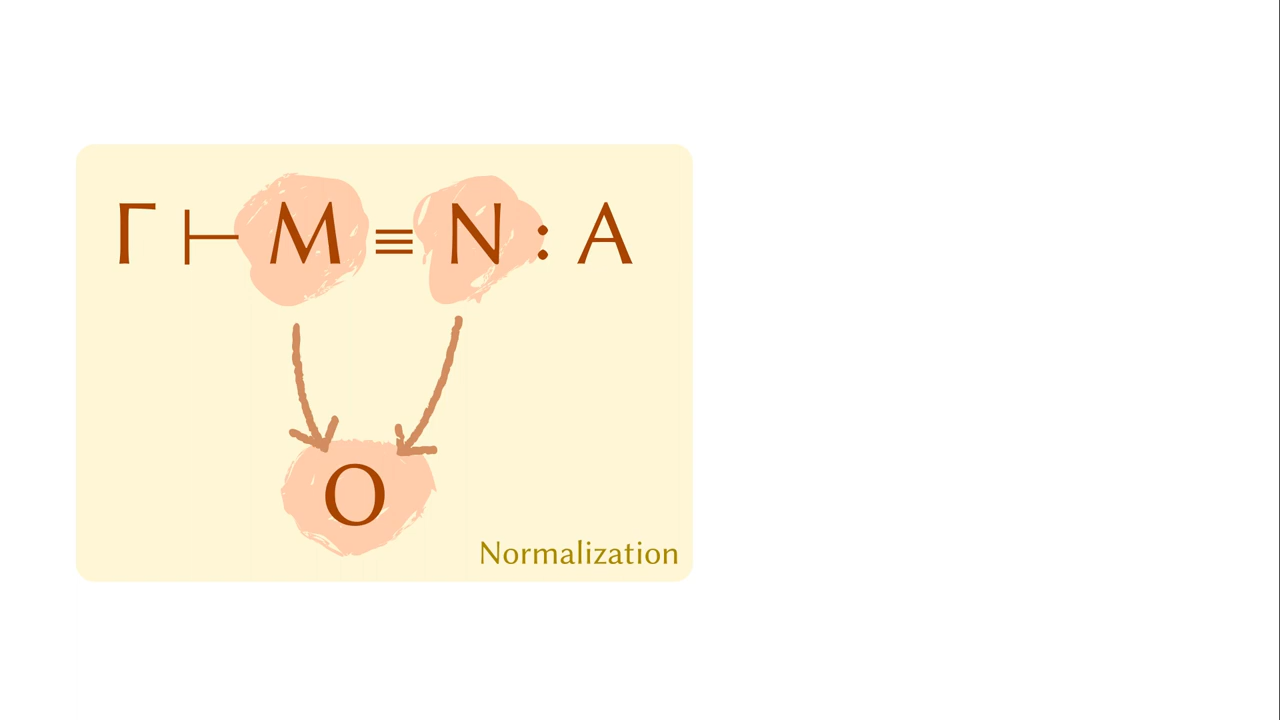 Γ ⊢ M ≡ N : A
O
Normalization